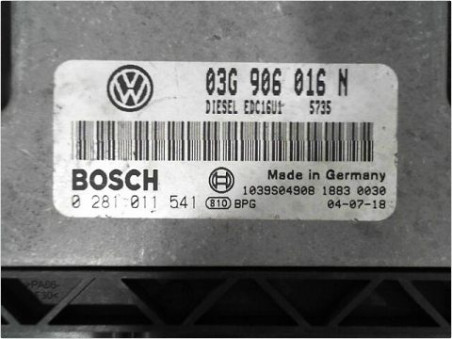 03G 906 016 N
DIESEL EDC16U1 5735
BOSCH
Made in Germany
1039S04908 1883 0030
0 281 011 541 810 BPG 04-07-18